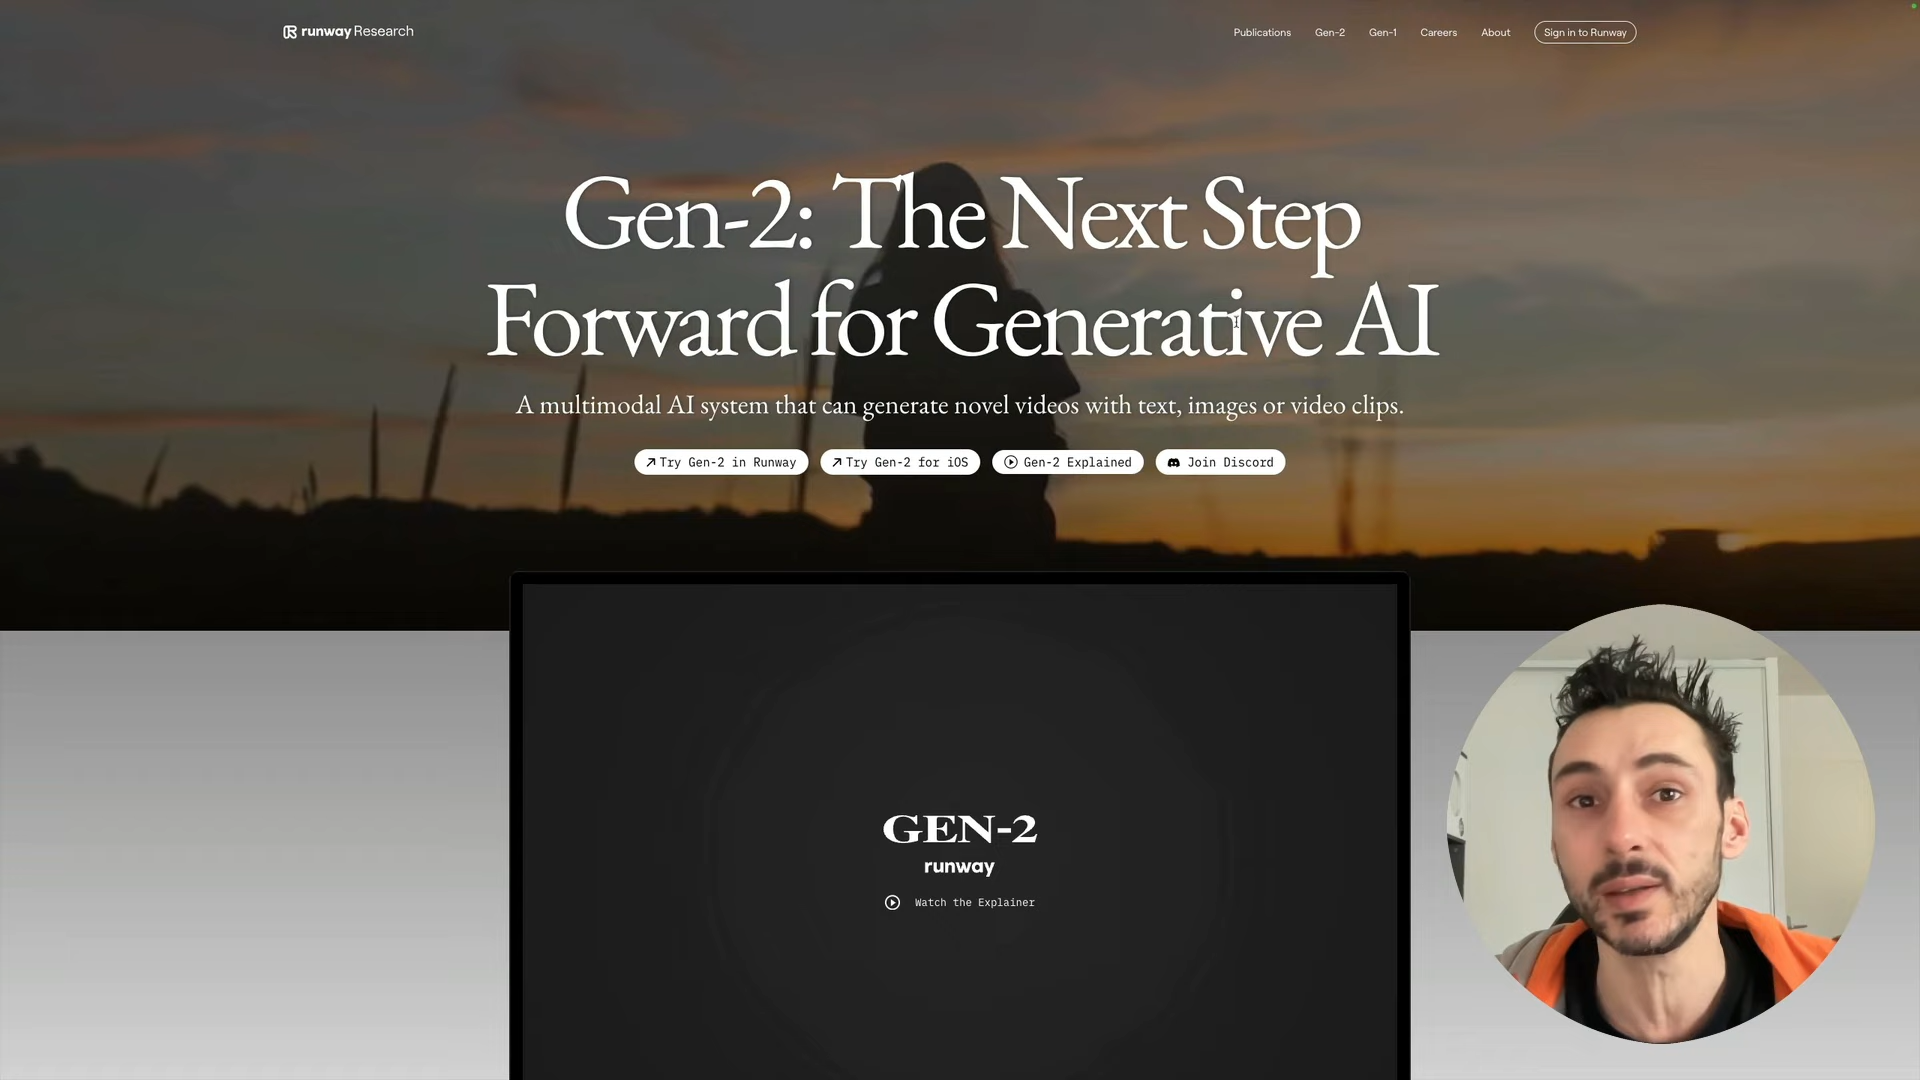 runway Research
Publications
Gen-2
Gen-1
Careers
About
Sign in to Runway
Gen-2: The Next Step
Forward for Generative AI
A multimodal AI system that can generate novel videos with text, images or video clips.
Try Gen-2 in Runway
Try Gen-2 for iOS
Gen-2 Explained
Join Discord
GEN-2
runway
Watch the Explainer